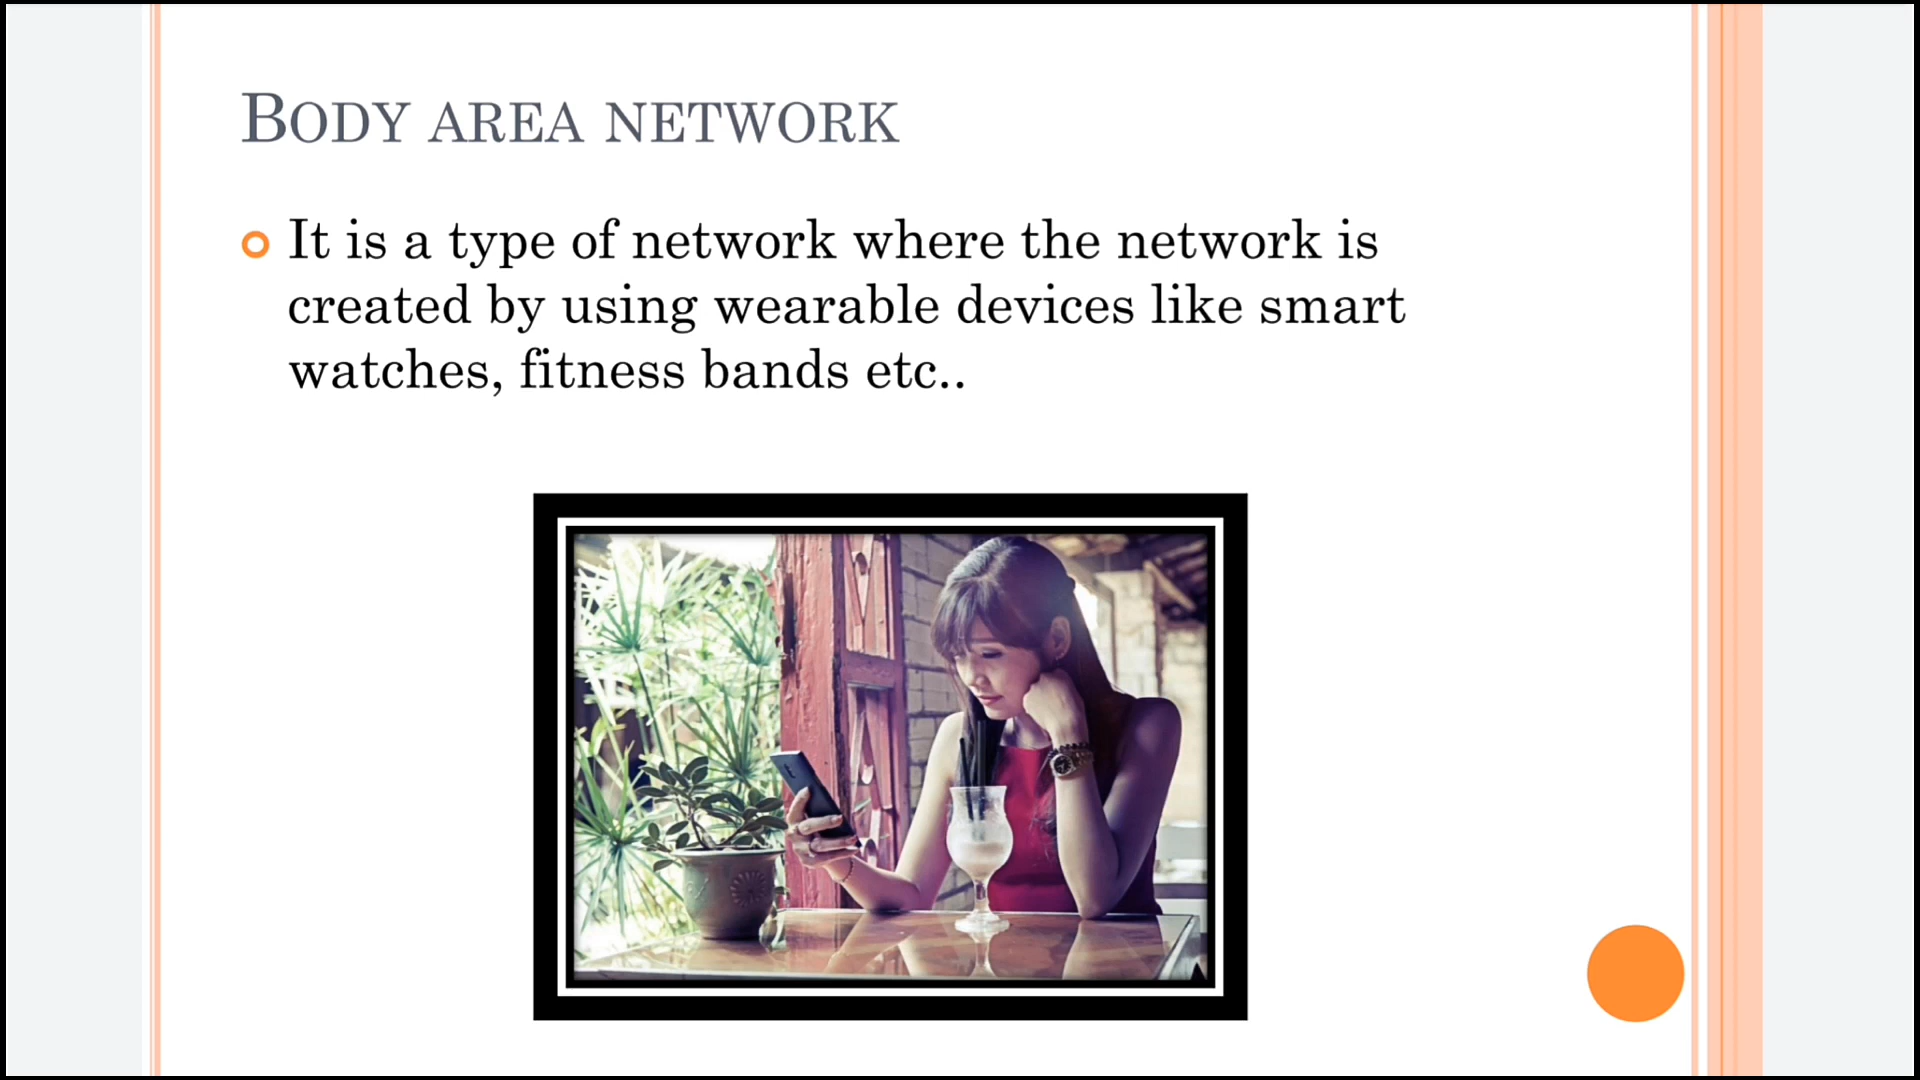 Body area network
It is a type of network where the network is
created by using wearable devices like smart
watches, fitness bands etc..